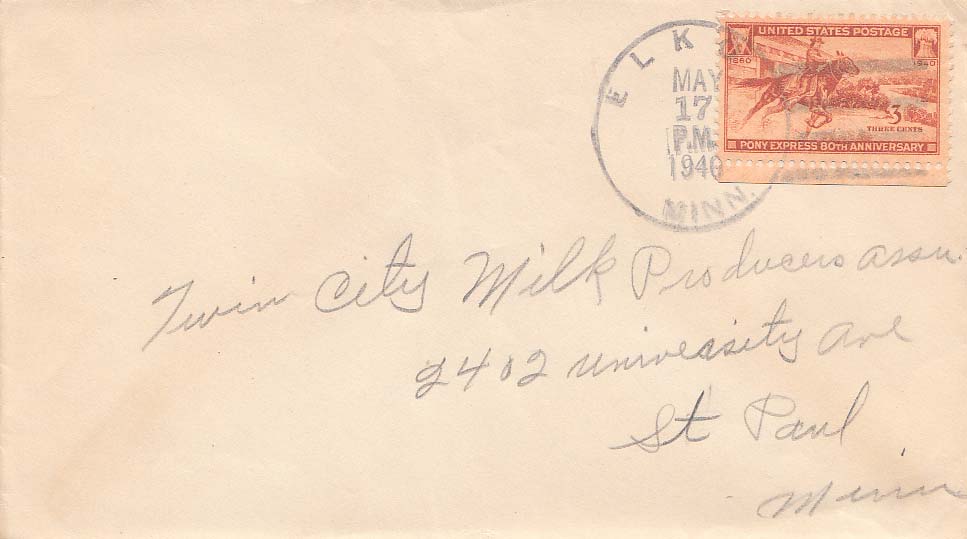 ELK
MAY
17
P.M.
1940
MINN.
UNITED STATES POSTAGE
1860 1940
3
THREE CENTS
PONY EXPRESS 80TH ANNIVERSARY
Twin City Milk Producers assn.
2402 University Ave
St Paul
Minn